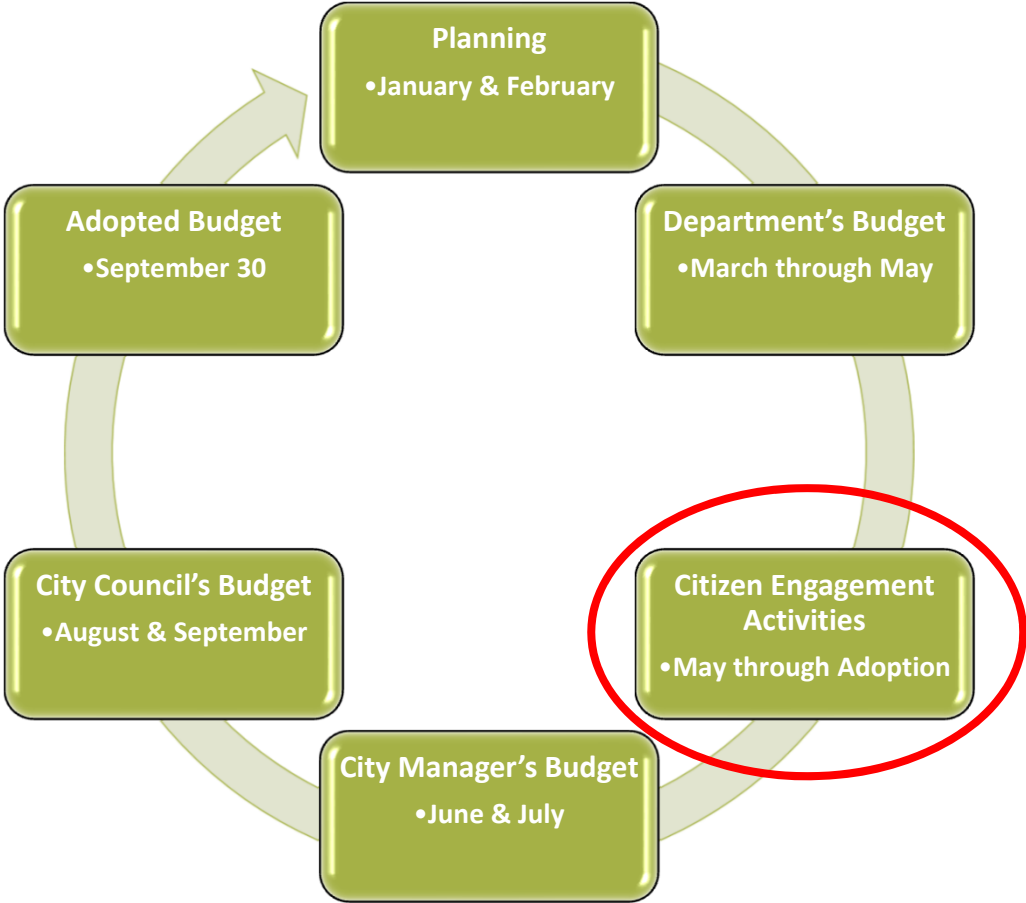 Planning
•January & February
Department’s Budget
•March through May
Citizen Engagement
Activities
•May through Adoption
City Manager’s Budget
•June & July
City Council’s Budget
•August & September
Adopted Budget
•September 30